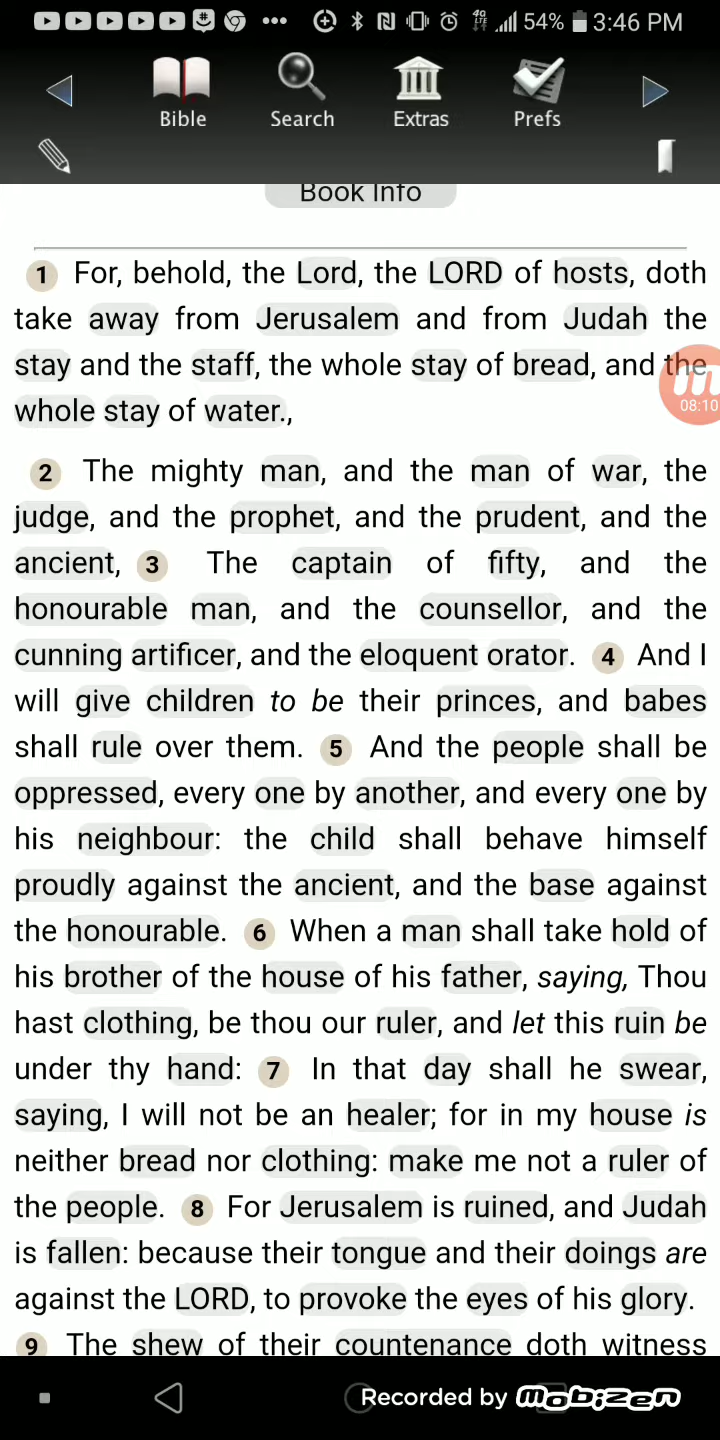 54% 3:46 PM
Bible Search Extras Prefs
Book Info
1 For, behold, the Lord, the LORD of hosts, doth
take away from Jerusalem and from Judah the
stay and the staff, the whole stay of bread, and the
08:10
whole stay of water.,
2 The mighty man, and the man of war, the
judge, and the prophet, and the prudent, and the
ancient, 3 The captain of fifty, and the
honourable man, and the counsellor, and the
cunning artificer, and the eloquent orator. 4 And I
will give children to be their princes, and babes
shall rule over them. 5 And the people shall be
oppressed, every one by another, and every one by
his neighbour: the child shall behave himself
proudly against the ancient, and the base against
the honourable. 6 When a man shall take hold of
his brother of the house of his father, saying, Thou
hast clothing, be thou our ruler, and let this ruin be
under thy hand: 7 In that day shall he swear,
saying, I will not be an healer; for in my house is
neither bread nor clothing: make me not a ruler of
the people. 8 For Jerusalem is ruined, and Judah
is fallen: because their tongue and their doings are
against the LORD, to provoke the eyes of his glory.
9 The shew of their countenance doth witness
Recorded by mobizen